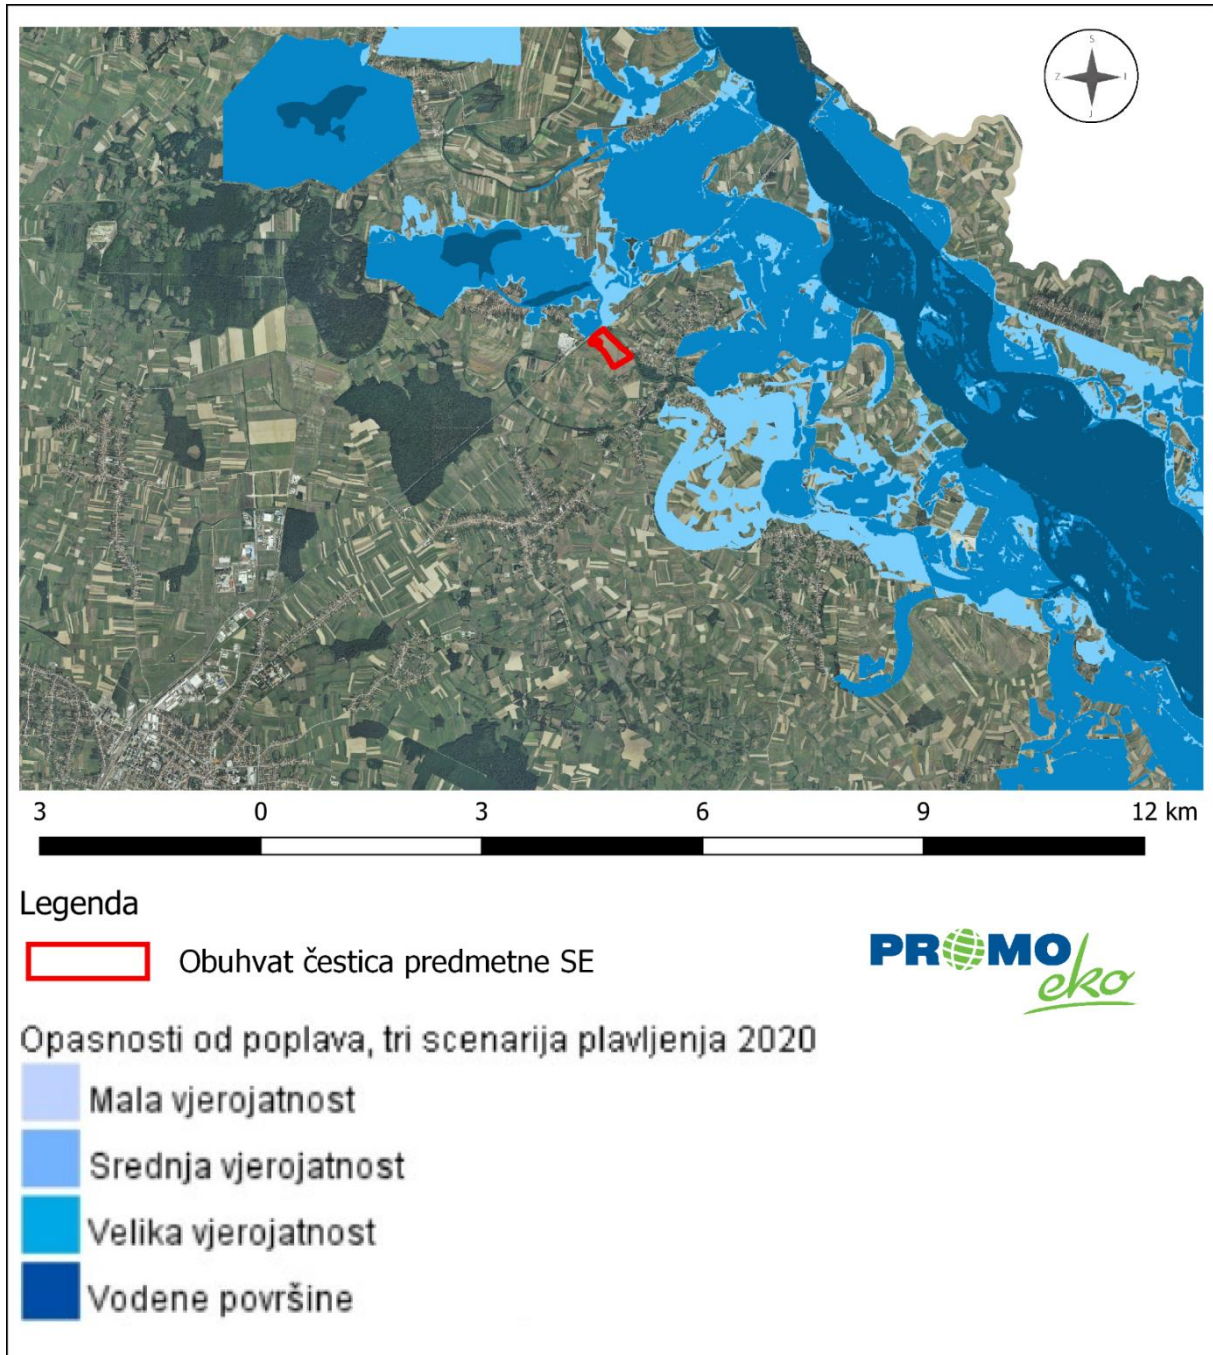 S
Z I
J
3 0 3 6 9 12 km
Legenda
Obuhvat čestica predmetne SE
PROMO
eko
Opasnosti od poplava, tri scenarija plavljenja 2020
Mala vjerojatnost
Srednja vjerojatnost
Velika vjerojatnost
Vodene površine